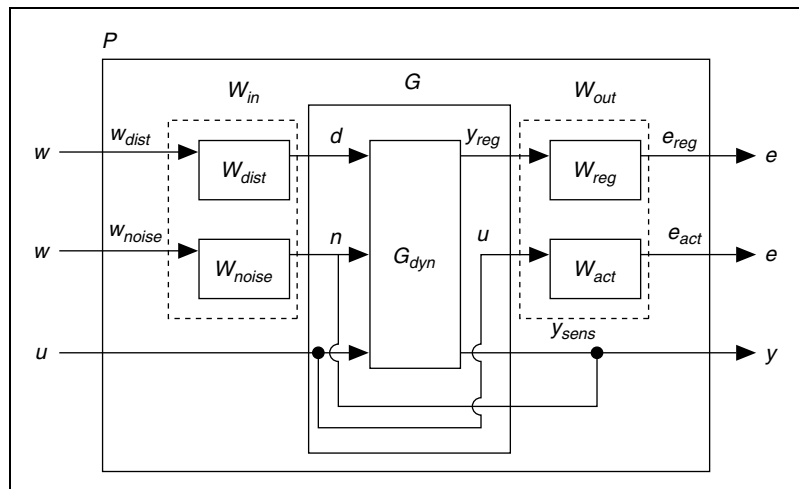 P
W_in
G
W_out
w
w_dist
W_dist
d
y_reg
W_reg
e_reg
e
w
w_noise
W_noise
n
G_dyn
u
W_act
e_act
e
u
y_sens
y